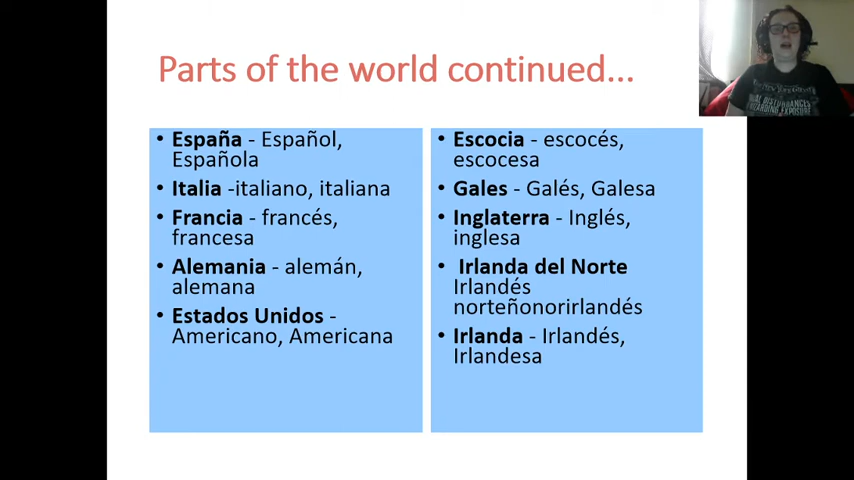 Parts of the world continued...
• España - Español,
Española
• Italia -italiano, italiana
• Francia - francés,
francesa
• Alemania - alemán,
alemana
• Estados Unidos -
Americano, Americana
• Escocia - escocés,
escocesa
• Gales - Galés, Galesa
• Inglaterra - Inglés,
inglesa
• Irlanda del Norte
Irlandés
norteñonorirlandés
• Irlanda - Irlandés,
Irlandesa